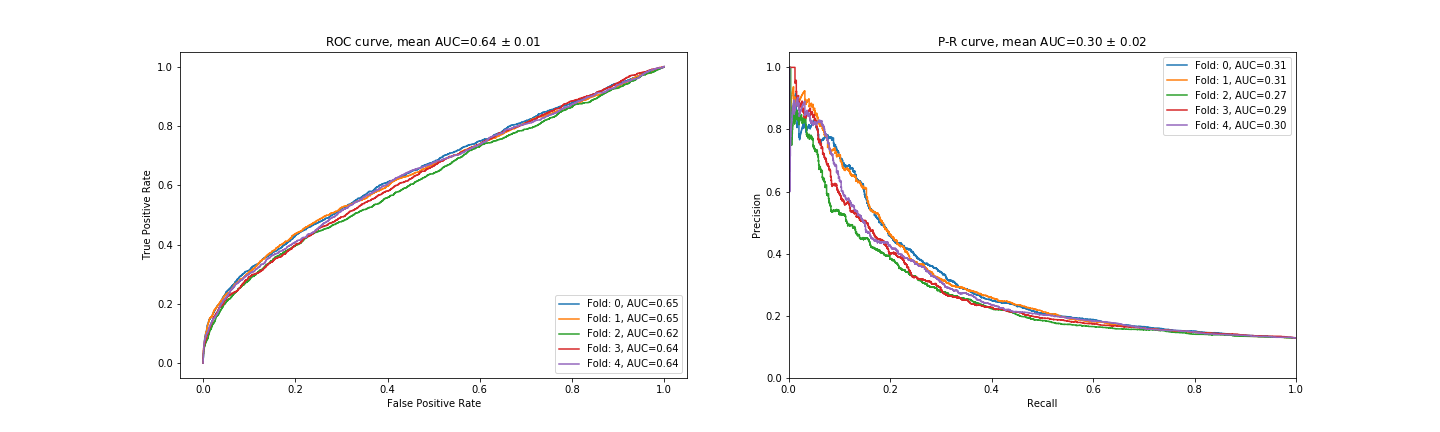 ROC curve, mean AUC=0.64 ± 0.01
True Positive Rate
1.0
0.8
0.6
0.4
0.2
0.0
Fold: 0, AUC=0.65
Fold: 1, AUC=0.65
Fold: 2, AUC=0.62
Fold: 3, AUC=0.64
Fold: 4, AUC=0.64
0.0 0.2 0.4 0.6 0.8 1.0
False Positive Rate
P-R curve, mean AUC=0.30 ± 0.02
Precision
1.0
0.8
0.6
0.4
0.2
0.0
Fold: 0, AUC=0.31
Fold: 1, AUC=0.31
Fold: 2, AUC=0.27
Fold: 3, AUC=0.29
Fold: 4, AUC=0.30
0.0 0.2 0.4 0.6 0.8 1.0
Recall